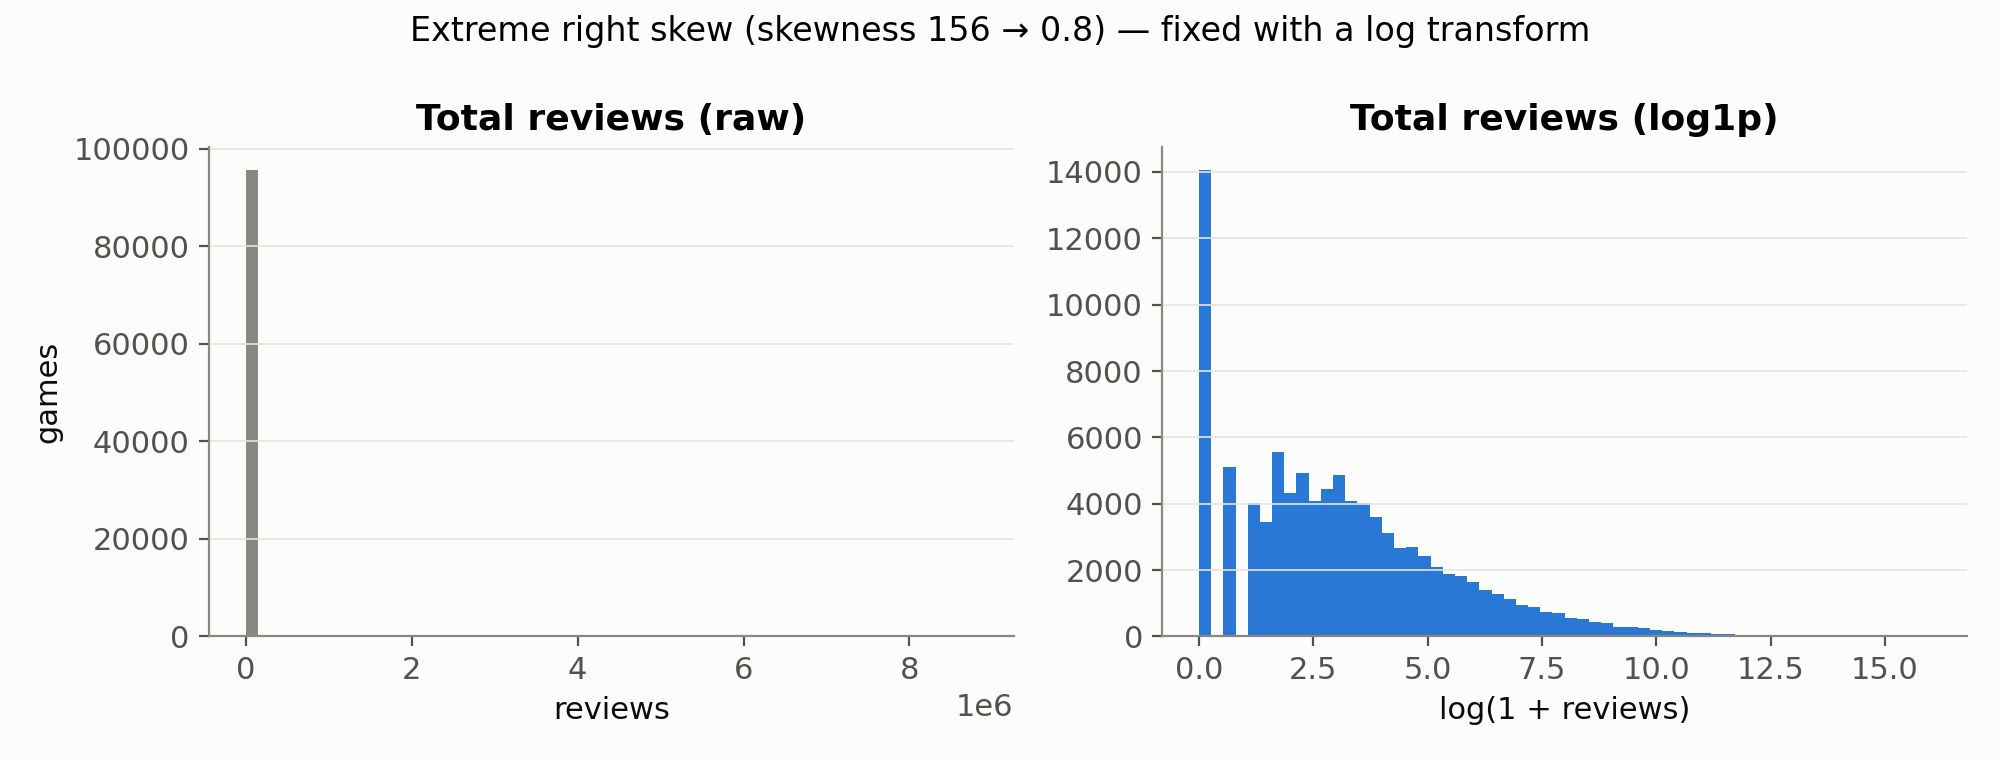 Extreme right skew (skewness 156 → 0.8) — fixed with a log transform
Total reviews (raw)
100000
80000
60000
40000
20000
0
games
0 2 4 6 8
1e6
reviews
Total reviews (log1p)
14000
12000
10000
8000
6000
4000
2000
0
0.0 2.5 5.0 7.5 10.0 12.5 15.0
log(1 + reviews)